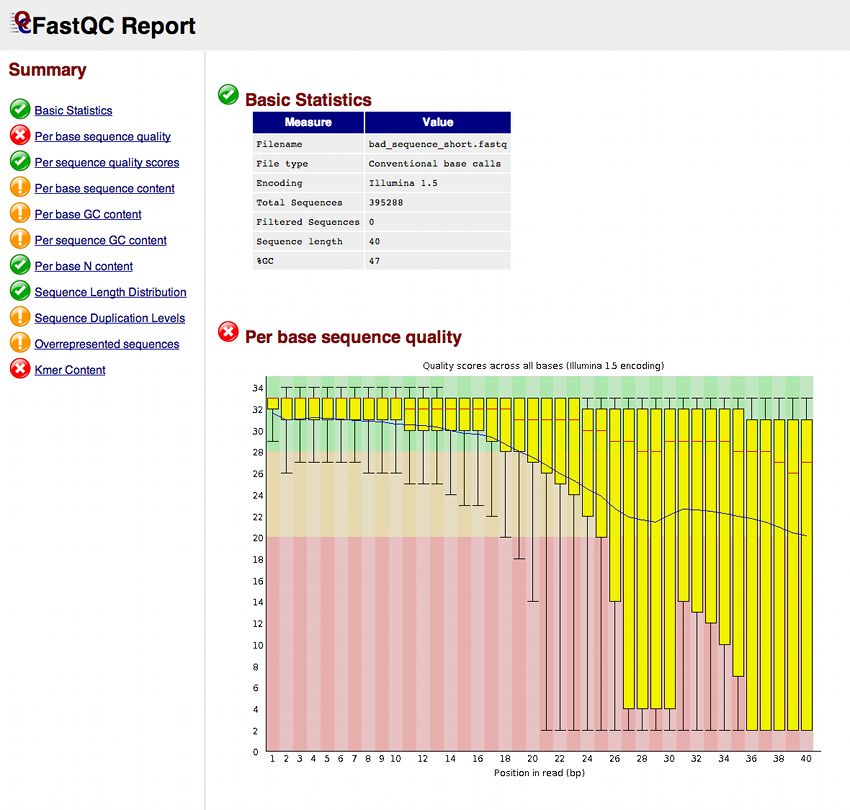 FastQC Report
Summary
Basic Statistics
Per base sequence quality
Per sequence quality scores
Per base sequence content
Per base GC content
Per sequence GC content
Per base N content
Sequence Length Distribution
Sequence Duplication Levels
Overrepresented sequences
Kmer Content
Basic Statistics
Measure Value
Filename bad_sequence_short.fastq
File type Conventional base calls
Encoding Illumina 1.5
Total Sequences 395288
Filtered Sequences 0
Sequence length 40
%GC 47
Per base sequence quality
Quality scores across all bases (Illumina 1.5 encoding)
34
32
30
28
26
24
22
20
18
16
14
12
10
8
6
4
2
0
1 2 3 4 5 6 7 8 9 10 12 14 16 18 20 22 24 26 28 30 32 34 36 38 40
Position in read (bp)